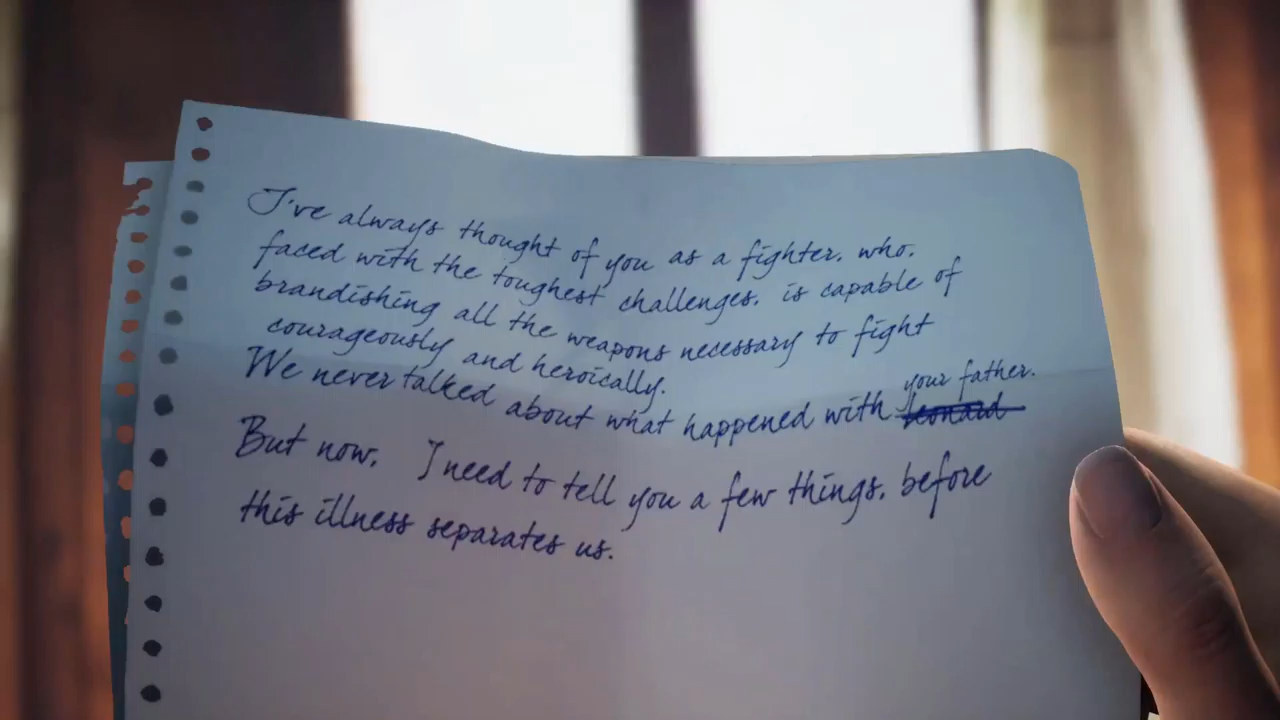 I've always thought of you as a fighter. who.
faced with the toughest challenges. is capable of
brandishing all the weapons necessary to fight
courageously and heroically.
We never talked about what happened with leonard your father.
But now. I need to tell you a few things. before
this illness separates us.